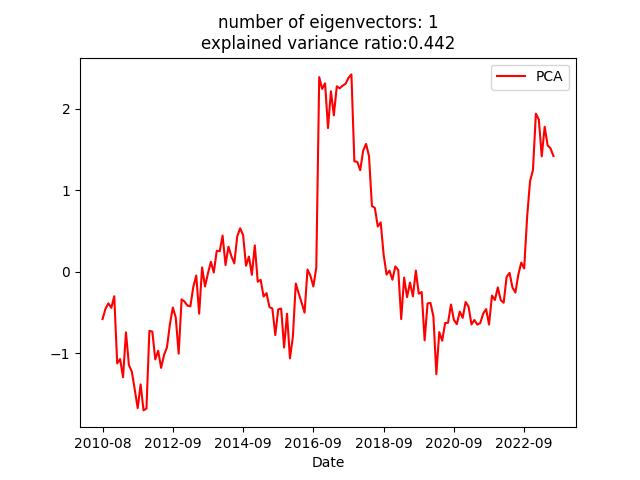 number of eigenvectors: 1
explained variance ratio:0.442
PCA
2
1
0
−1
2010-08 2012-09 2014-09 2016-09 2018-09 2020-09 2022-09
Date